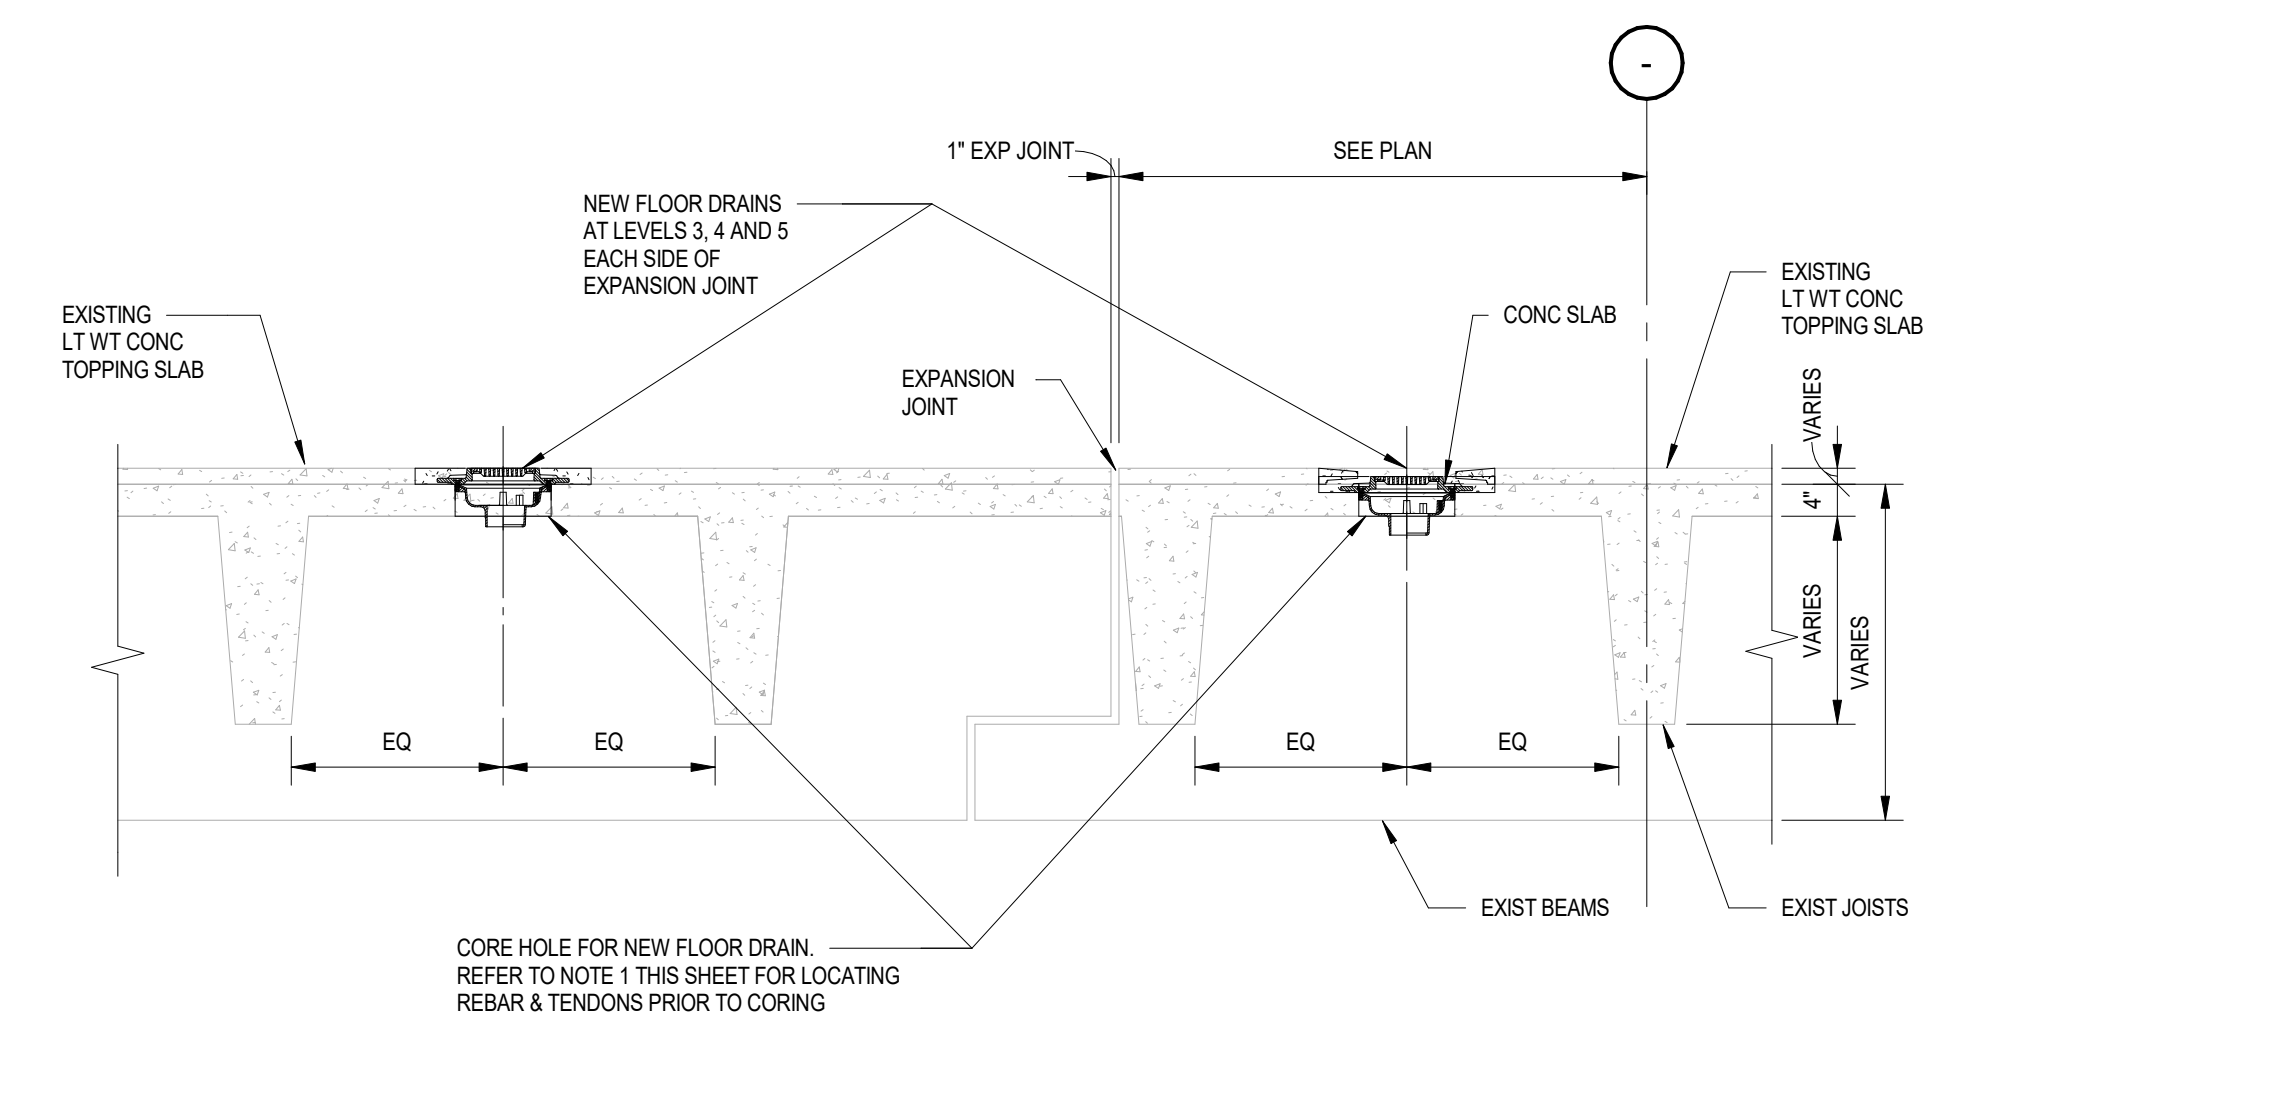 -
1" EXP JOINT
SEE PLAN
NEW FLOOR DRAINS
AT LEVELS 3, 4 AND 5
EACH SIDE OF
EXPANSION JOINT
EXISTING
LT WT CONC
TOPPING SLAB
EXISTING
LT WT CONC
TOPPING SLAB
CONC SLAB
EXPANSION
JOINT
VARIES
4"
VARIES
VARIES
EQ
EQ
EQ
EQ
EXIST BEAMS
EXIST JOISTS
CORE HOLE FOR NEW FLOOR DRAIN.
REFER TO NOTE 1 THIS SHEET FOR LOCATING
REBAR & TENDONS PRIOR TO CORING